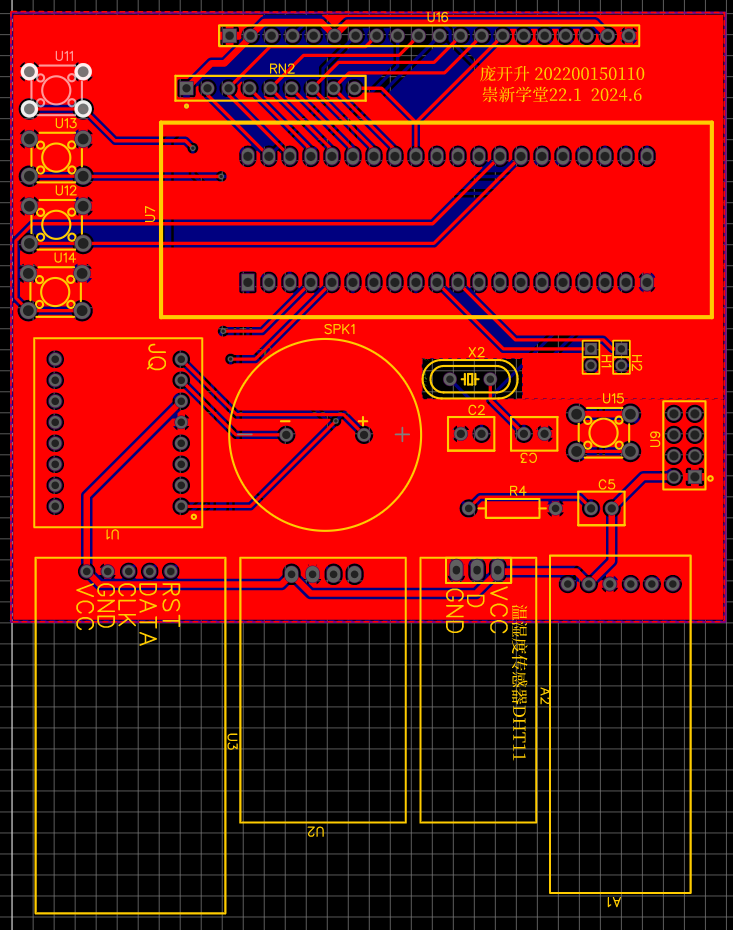 U16
U11
RN2
庞开升 202200150110
崇新学堂22.1 2024.6
U13
U12
U7
U14
SPK1
JQ
X2
H1
H2
U15
C2
C3
U9
R4
C5
U1
VCC
GND
CLK
DATA
RST
GND
D
VCC
温湿度传感器DHT11
A2
U3
U2
A1